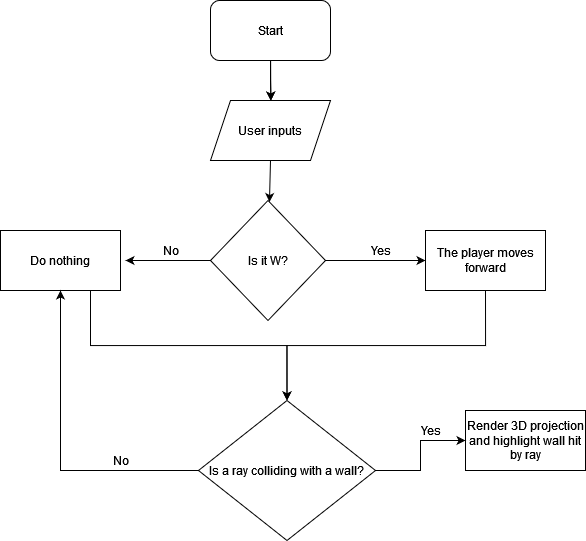 Start
User inputs
Is it W?
No
Yes
Do nothing
The player moves
forward
Is a ray colliding with a wall?
No
Yes
Render 3D projection
and highlight wall hit
by ray